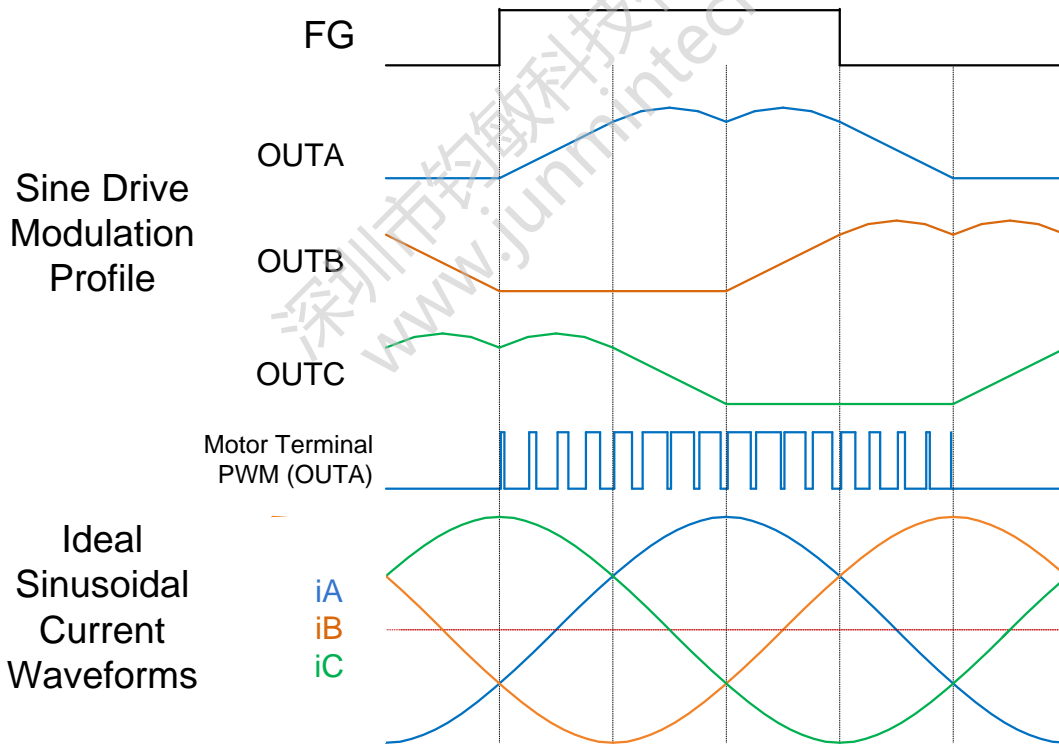 FG
OUTA
Sine Drive
Modulation
Profile
OUTB
OUTC
Motor Terminal
PWM (OUTA)
Ideal
Sinusoidal
Current
Waveforms
iA
iB
iC
深圳市钧敏科技
www.junmintec